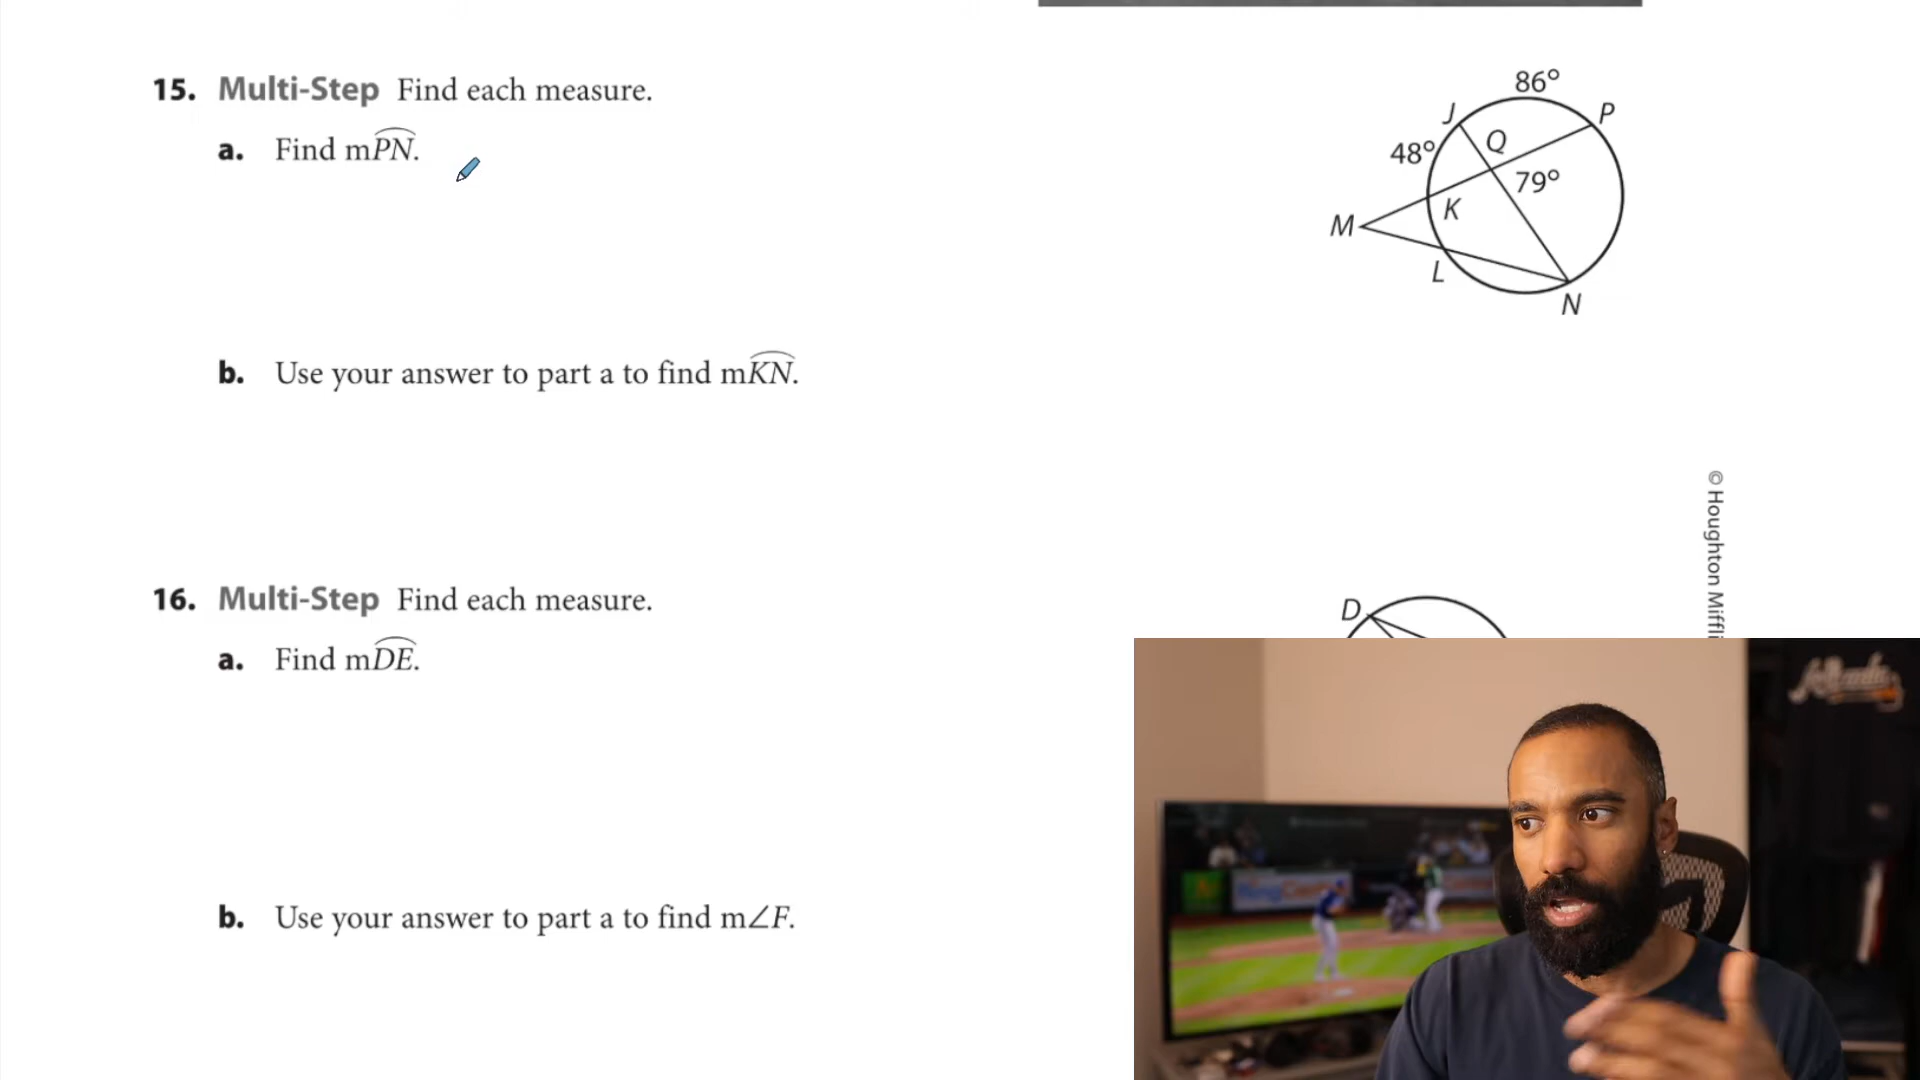 15. Multi-Step Find each measure.
a. Find mPN.
b. Use your answer to part a to find mKN.
86°
J
P
48°
Q
79°
K
M
L
N
© Houghton Miffli
16. Multi-Step Find each measure.
a. Find mDE.
D
b. Use your answer to part a to find m∠F.